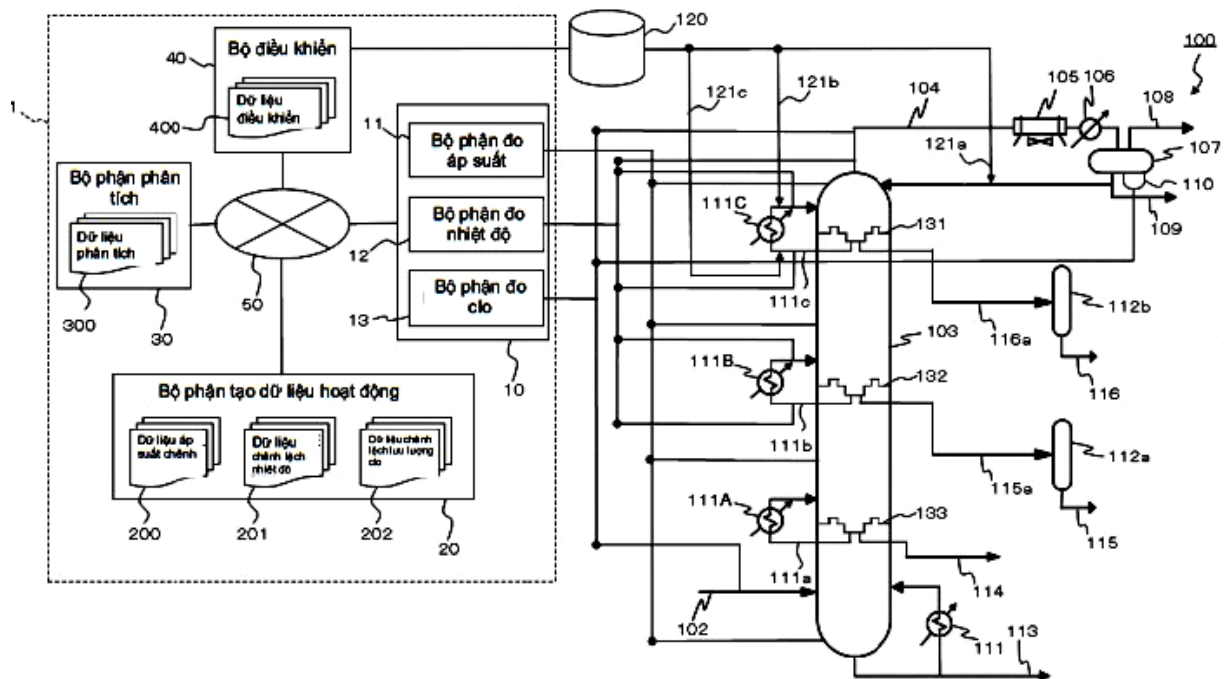 120
100
40
Bộ điều khiển
Dữ liệu
điều khiển
400
1
11
Bộ phận đo
áp suất
12
Bộ phận đo
nhiệt độ
13
Bộ phận đo
clo
10
Bộ phận phân
tích
Dữ liệu
phân tích
300
30
50
Bộ phận tạo dữ liệu hoạt động
Dữ liệu áp
suất chênh
Dữ liệu
chênh lệch
nhiệt độ
Dữ liệu chênh
lệch lưu lượng
clo
200
201
202
20
121c
121b
104
105
106
108
121a
107
110
109
111C
131
111c
112b
116a
103
116
111B
132
111b
112a
115a
115
111A
133
111a
114
102
111
113